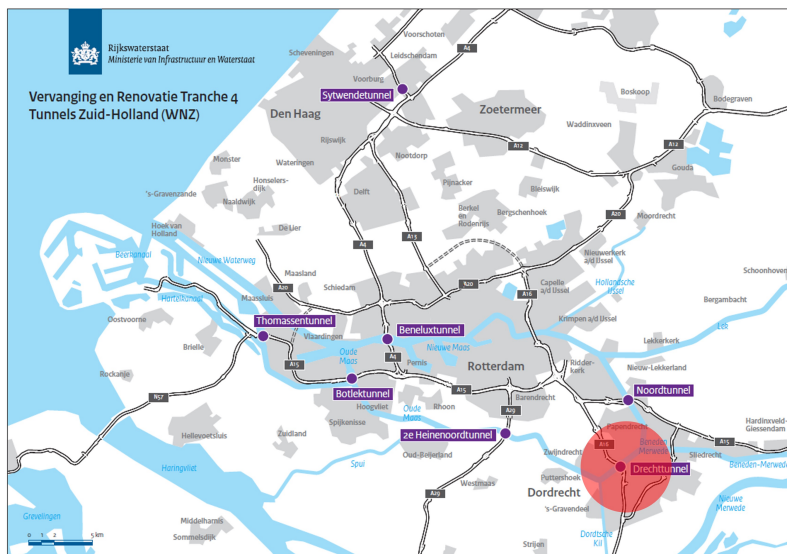 Rijkswaterstaat
Ministerie van Infrastructuur en Waterstaat
Vervanging en Renovatie Tranche 4
Tunnels Zuid-Holland (WNZ)
Voorschoten
A4
Scheveningen
Leidschendam
Voorburg
Sytwendetunnel
Den Haag
Zoetermeer
Boskoop
Bodegraven
Waddinxveen
Rijswijk
A12
A12
Nootdorp
Wateringen
Monster
Gouda
Honselers-
dijk
Delft
Pijnacker
Bleiswijk
's-Gravenzande
Naaldwijk
Berkel
en
Rodenrijs
Bergschenhoek
A20
Moordrecht
Hoek van
Holland
De Lier
A4
A13
Beerkanaal
Nieuwe Waterweg
Nieuwerkerk
a/d IJssel
Maasland
Schoonhoven
Hartelkanaal
A20
Schiedam
A20
A16
Capelle
a/d IJssel
Hollandsche
IJssel
Maassluis
Bergambacht
Oostvoorne
Thomassentunnel
Krimpen a/d IJssel
Lek
Vlaardingen
Beneluxtunnel
Brielle
Oude
Maas
Nieuwe Maas
Lekkerkerk
A15
A4
Pernis
Rotterdam
Ridder-
kerk
Nieuw-Lekkerland
Rockanje
Botlektunnel
A15
Noordtunnel
N57
Hoogvliet
Rhoon
Barendrecht
Oude
Maas
A29
Hellevoetsluis
Spijkenisse
Papendrecht
Hardinxveld-
Giessendam
Zuidland
2e Heinenoordtunnel
A16
Beneden
Merwede
A15
Oud-Beijerland
Zwijndrecht
Sliedrecht
Haringvliet
Spui
Drechttunnel
Beneden-Merwede
Puttershoek
Westmaas
Dordrecht
Nieuwe
Merwede
A29
's-Gravendeel
Grevelingen
Middelharnis
Sommelsdijk
Dordtsche
Kil
Strijen
0 1 2 5 km